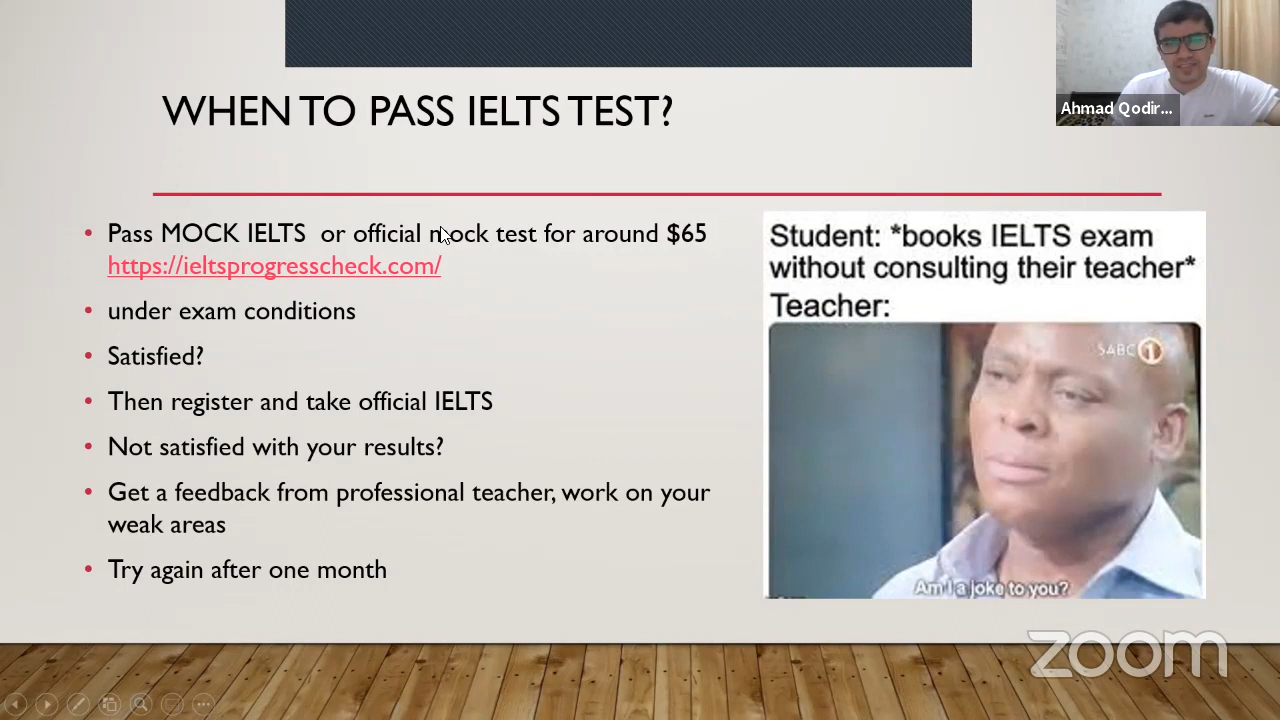 WHEN TO PASS IELTS TEST?
Ahmad Qodir...
Pass MOCK IELTS or official mock test for around $65
https://ieltsprogresscheck.com/
under exam conditions
Satisfied?
Then register and take official IELTS
Not satisfied with your results?
Get a feedback from professional teacher, work on your
weak areas
Try again after one month
Student: *books IELTS exam
without consulting their teacher*
Teacher:
SABC 1
Am I a joke to you?
zoom